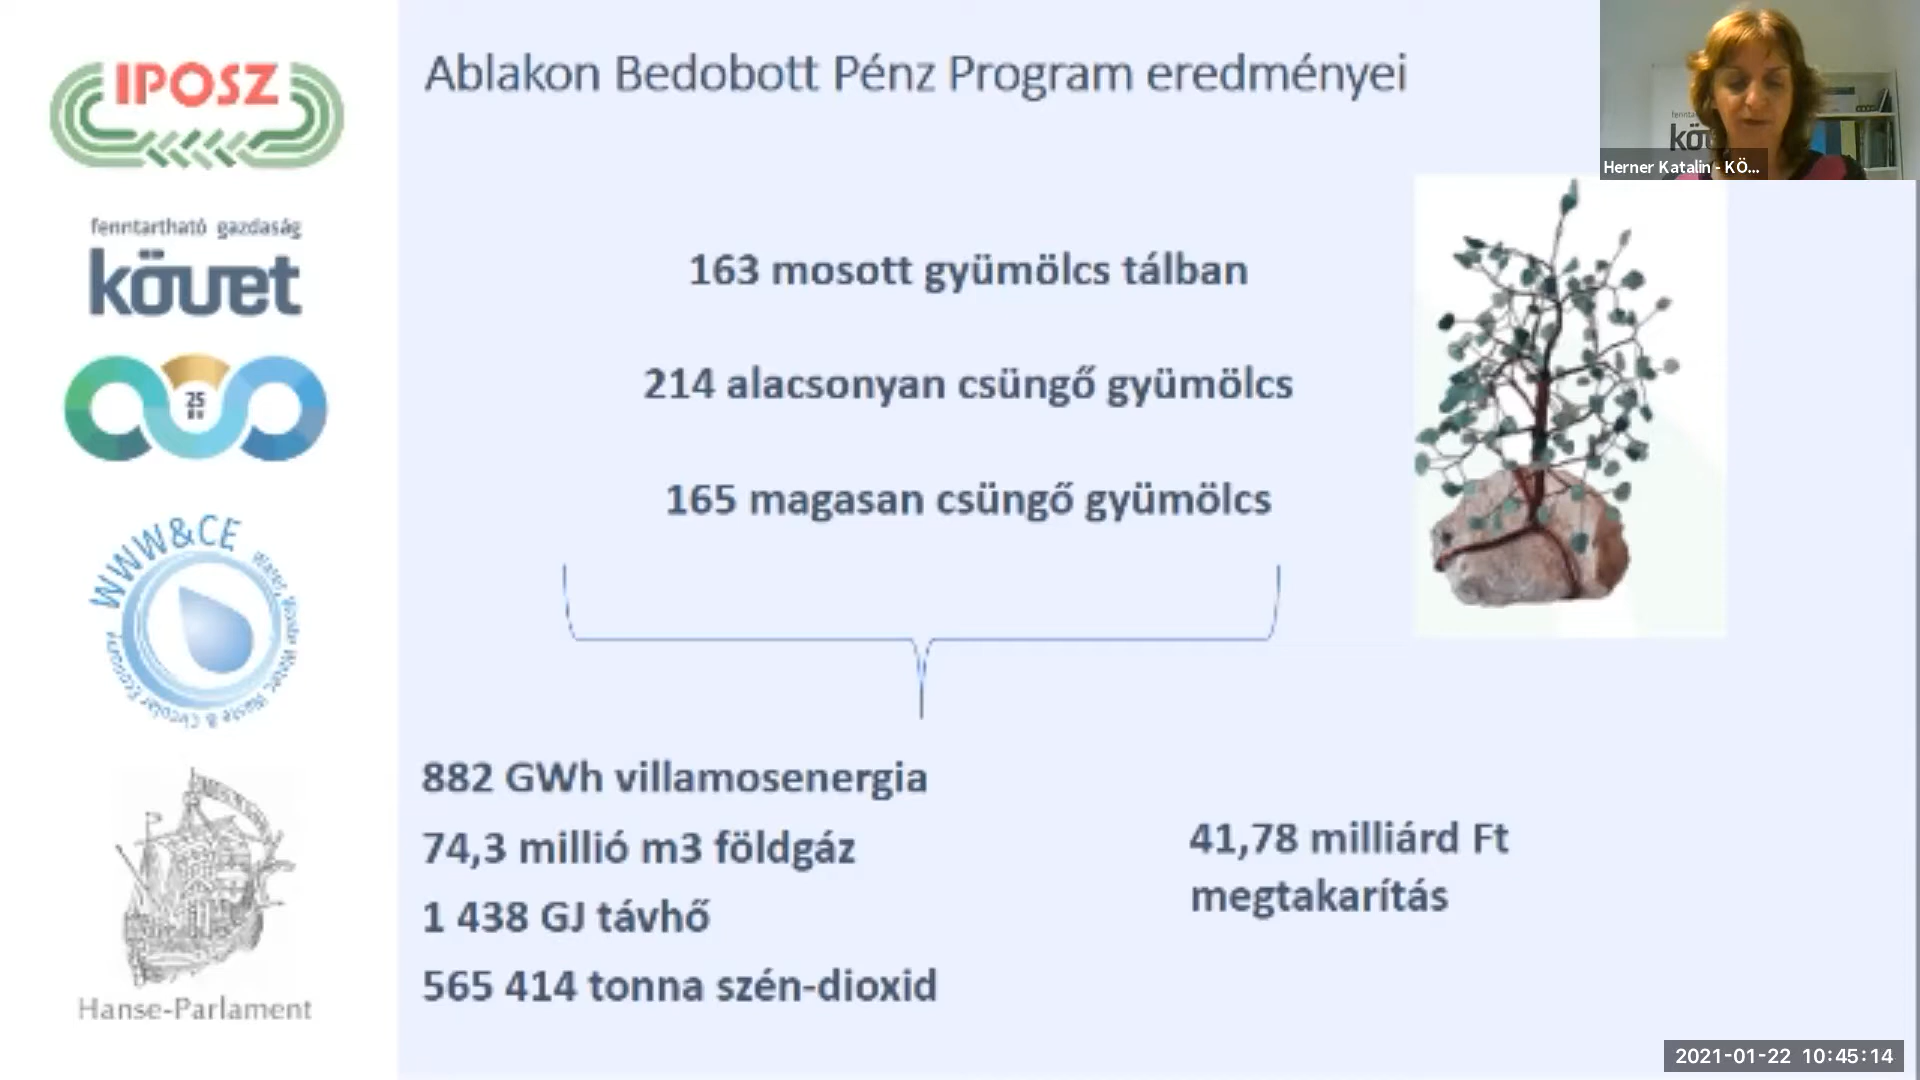 IPOSZ
fenntartható gazdaság
követ
25
ÉV
WWW&CE
Hanse-Parlament
Ablakon Bedobott Pénz Program eredményei
163 mosott gyümölcs tálban
214 alacsonyan csüngő gyümölcs
165 magasan csüngő gyümölcs
882 GWh villamosenergia
74,3 millió m3 földgáz
1 438 GJ távhő
565 414 tonna szén-dioxid
41,78 milliárd Ft
megtakarítás
Herner Katalin - KÖ...
2021-01-22 10:45:14